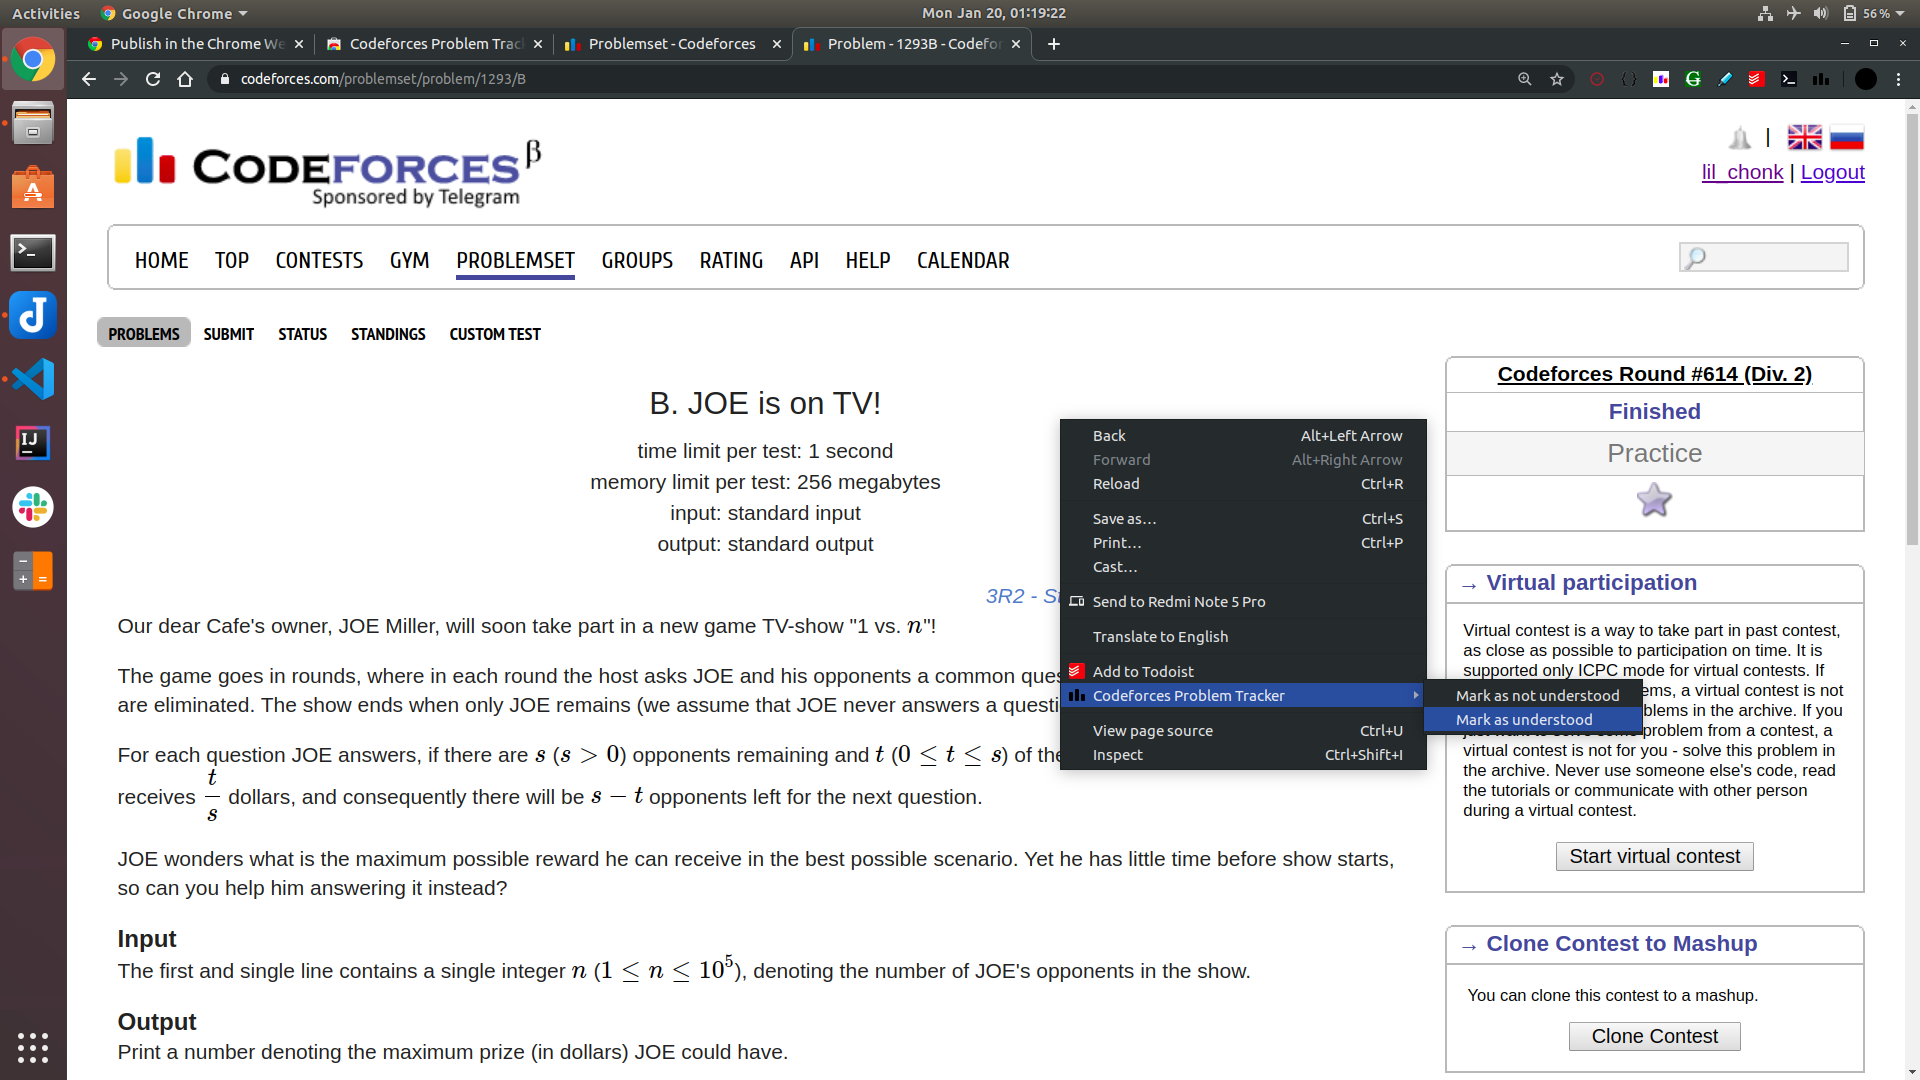 Activities Google Chrome Mon Jan 20, 01:19:22 56 %
Publish in the Chrome We Codeforces Problem Trac Problemset - Codeforces Problem - 1293B - Codefor
codeforces.com/problemset/problem/1293/B
CODEFORCES β
Sponsored by Telegram
|
lil_chonk | Logout
HOME TOP CONTESTS GYM PROBLEMSET GROUPS RATING API HELP CALENDAR
PROBLEMS SUBMIT STATUS STANDINGS CUSTOM TEST
B. JOE is on TV!
time limit per test: 1 second
memory limit per test: 256 megabytes
input: standard input
output: standard output
3R2 -
Our dear Cafe's owner, JOE Miller, will soon take part in a new game TV-show "1 vs. n"!
The game goes in rounds, where in each round the host asks JOE and his opponents a common
are eliminated. The show ends when only JOE remains (we assume that JOE never answers a
For each question JOE answers, if there are s (s > 0) opponents remaining and t (0 ≤ t ≤ s) of
receives t/s dollars, and consequently there will be s − t opponents left for the next question.
JOE wonders what is the maximum possible reward he can receive in the best possible scenario. Yet he has little time before show starts,
so can you help him answering it instead?
Input
The first and single line contains a single integer n (1 ≤ n ≤ 10^5), denoting the number of JOE's opponents in the show.
Output
Print a number denoting the maximum prize (in dollars) JOE could have.
Back Alt+Left Arrow
Forward Alt+Right Arrow
Reload Ctrl+R
Save as… Ctrl+S
Print… Ctrl+P
Cast…
Send to Redmi Note 5 Pro
Translate to English
Add to Todoist
Codeforces Problem Tracker
View page source Ctrl+U
Inspect Ctrl+Shift+I
Mark as not understood
Mark as understood
Codeforces Round #614 (Div. 2)
Finished
Practice
→ Virtual participation
Virtual contest is a way to take part in past contest,
as close as possible to participation on time. It is
supported only ICPC mode for virtual contests. If
a virtual contest is not
in the archive. If you
problem from a contest, a
virtual contest is not for you - solve this problem in
the archive. Never use someone else's code, read
the tutorials or communicate with other person
during a virtual contest.
Start virtual contest
→ Clone Contest to Mashup
You can clone this contest to a mashup.
Clone Contest